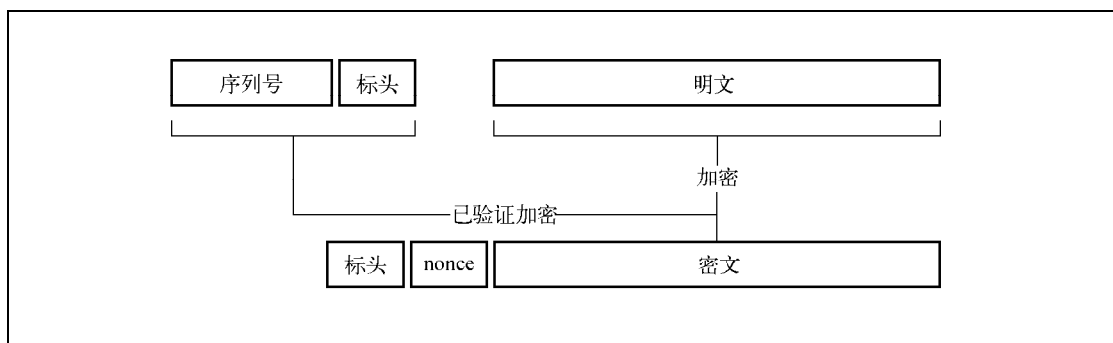 序列号 标头 明文
加密
已验证加密
标头 nonce 密文